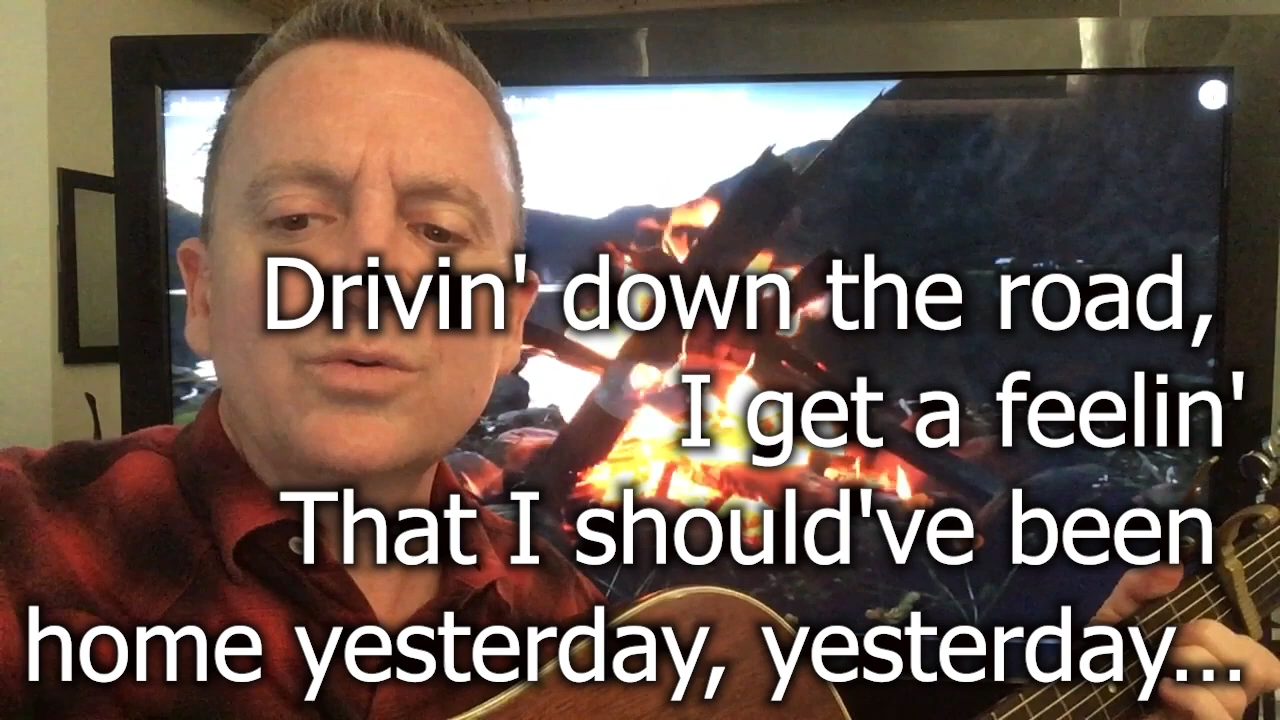 Drivin' down the road,
I get a feelin'
That I should've been
home yesterday, yesterday...